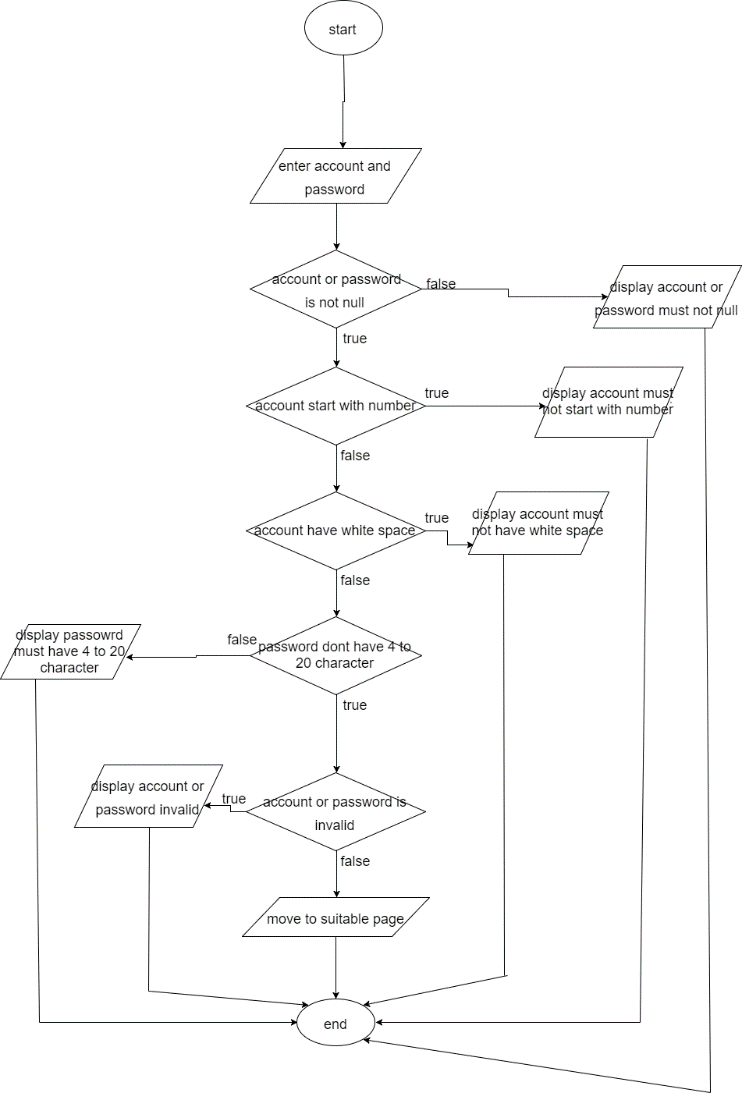 start
enter account and
password
account or password
is not null
false
display account or
password must not null
true
account start with number
true
display account must
not start with number
false
account have white space
true
display account must
not have white space
false
display passowrd
must have 4 to 20
character
false
password dont have 4 to
20 character
true
display account or
password invalid
true
account or password is
invalid
false
move to suitable page
end